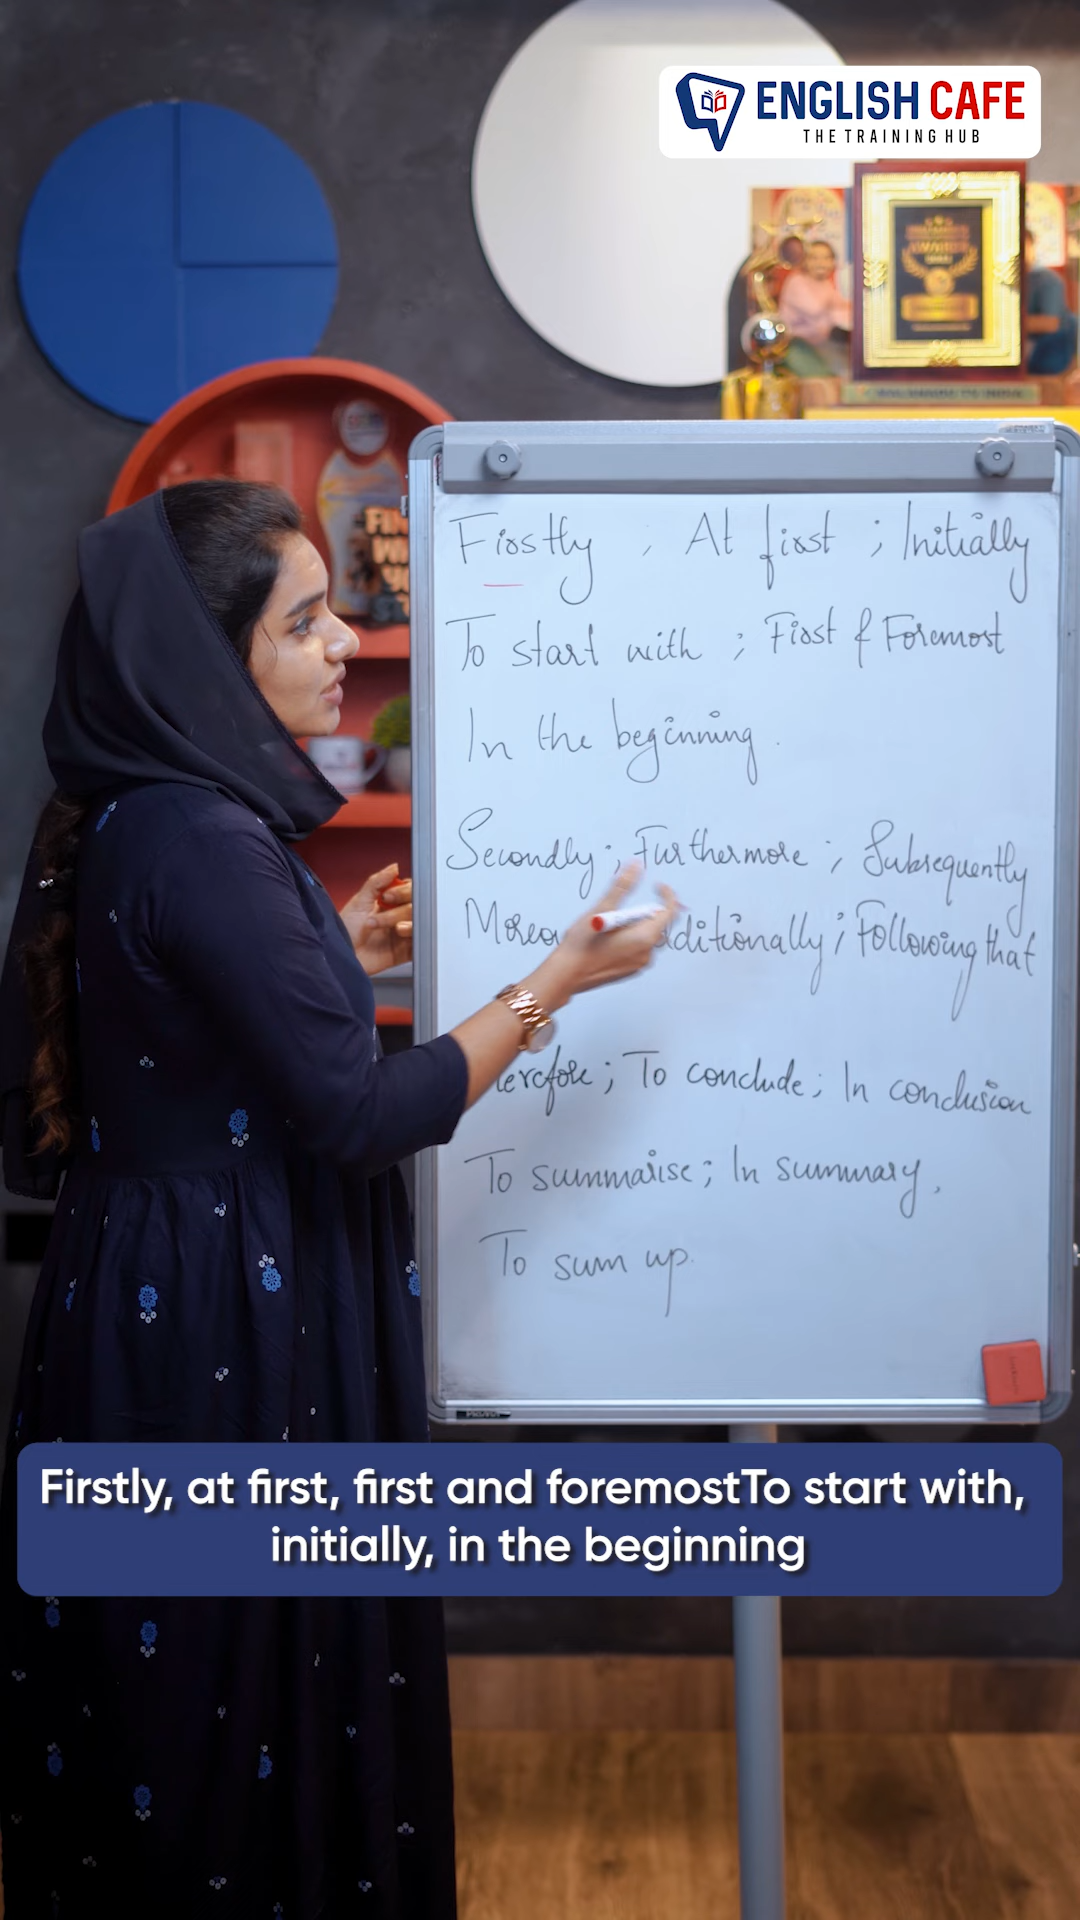 ENGLISH CAFE
THE TRAINING HUB
Firstly , At first ; Initially
To start with ; First & Foremost
In the beginning .
Secondly ; Furthermore ; Subsequently
ditionally ; Following that
; To conclude ; In conclusion
To summarise ; In summary ,
To sum up.
Firstly, at first, first and foremostTo start with,
initially, in the beginning